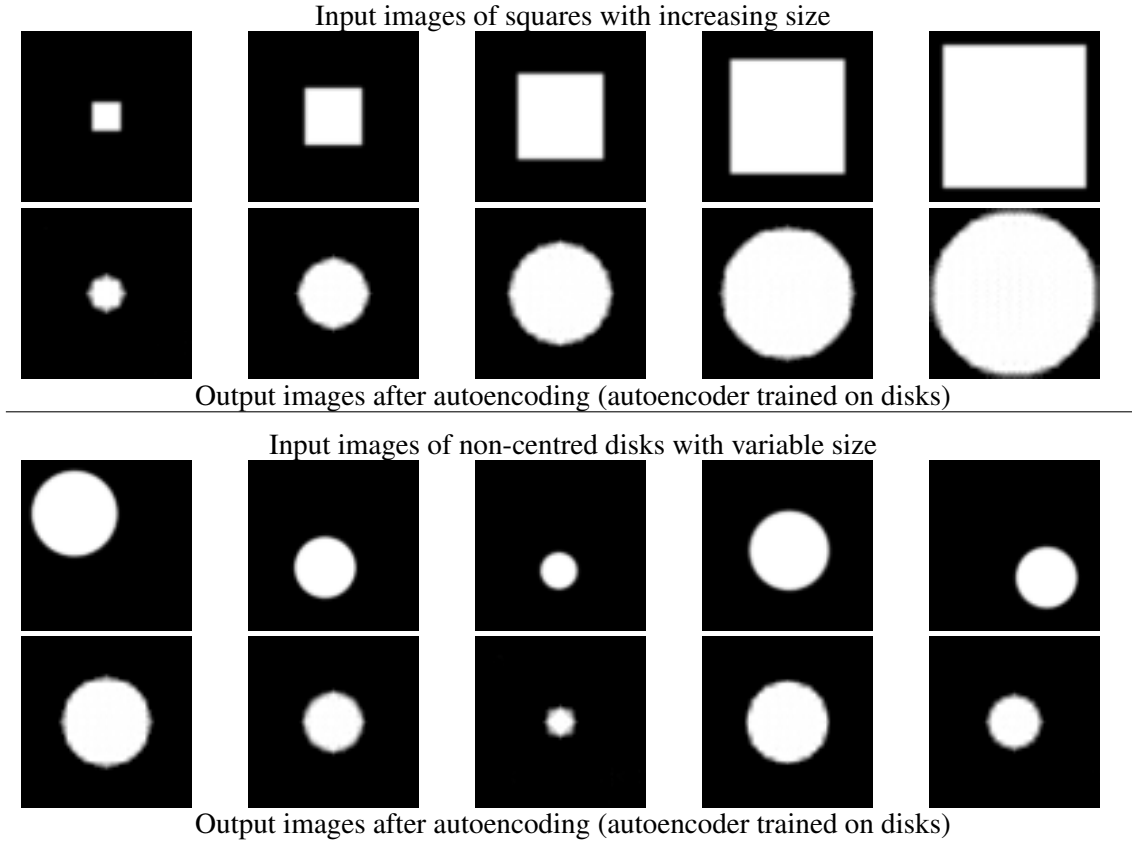 Input images of squares with increasing size
Output images after autoencoding (autoencoder trained on disks)
Input images of non-centred disks with variable size
Output images after autoencoding (autoencoder trained on disks)